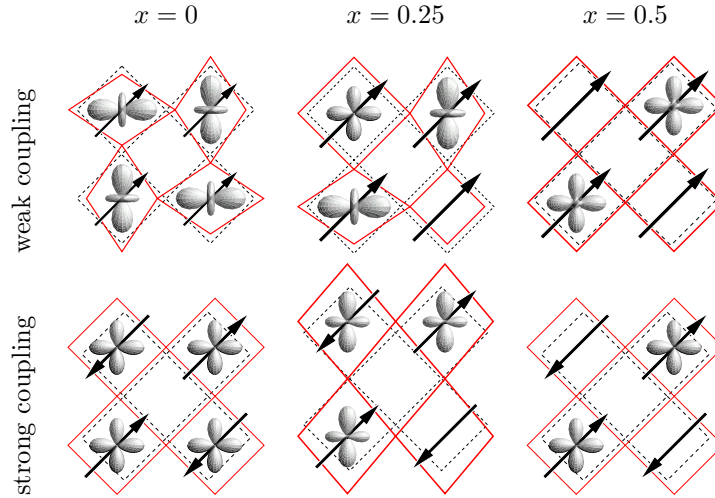 x = 0
x = 0.25
x = 0.5
weak coupling
strong coupling